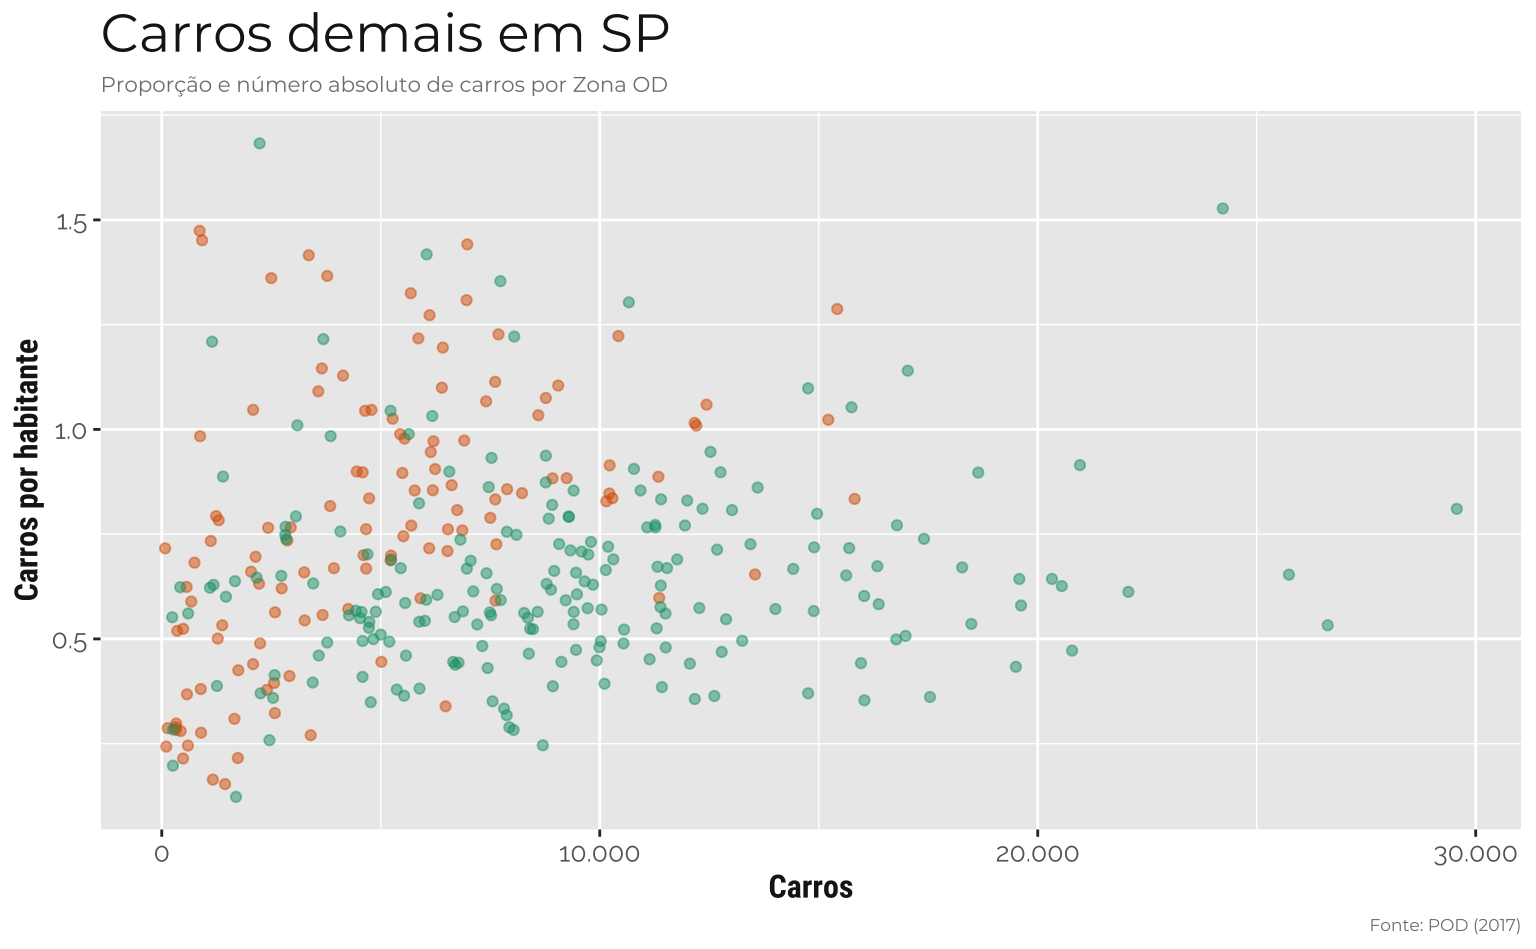 Carros demais em SP
Proporção e número absoluto de carros por Zona OD
Carros por habitante
1.5
1.0
0.5
0
10.000
20.000
30.000
Carros
Fonte: POD (2017)